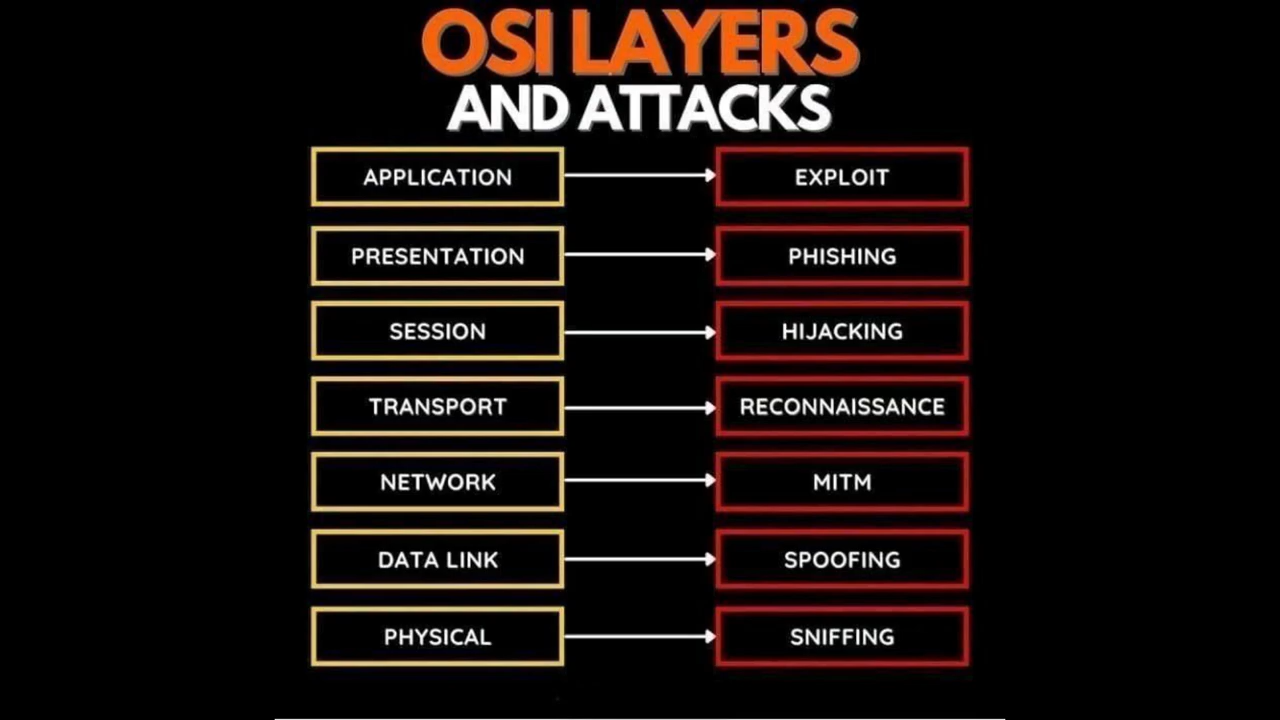 OSI LAYERS
AND ATTACKS
APPLICATION EXPLOIT
PRESENTATION PHISHING
SESSION HIJACKING
TRANSPORT RECONNAISSANCE
NETWORK MITM
DATA LINK SPOOFING
PHYSICAL SNIFFING